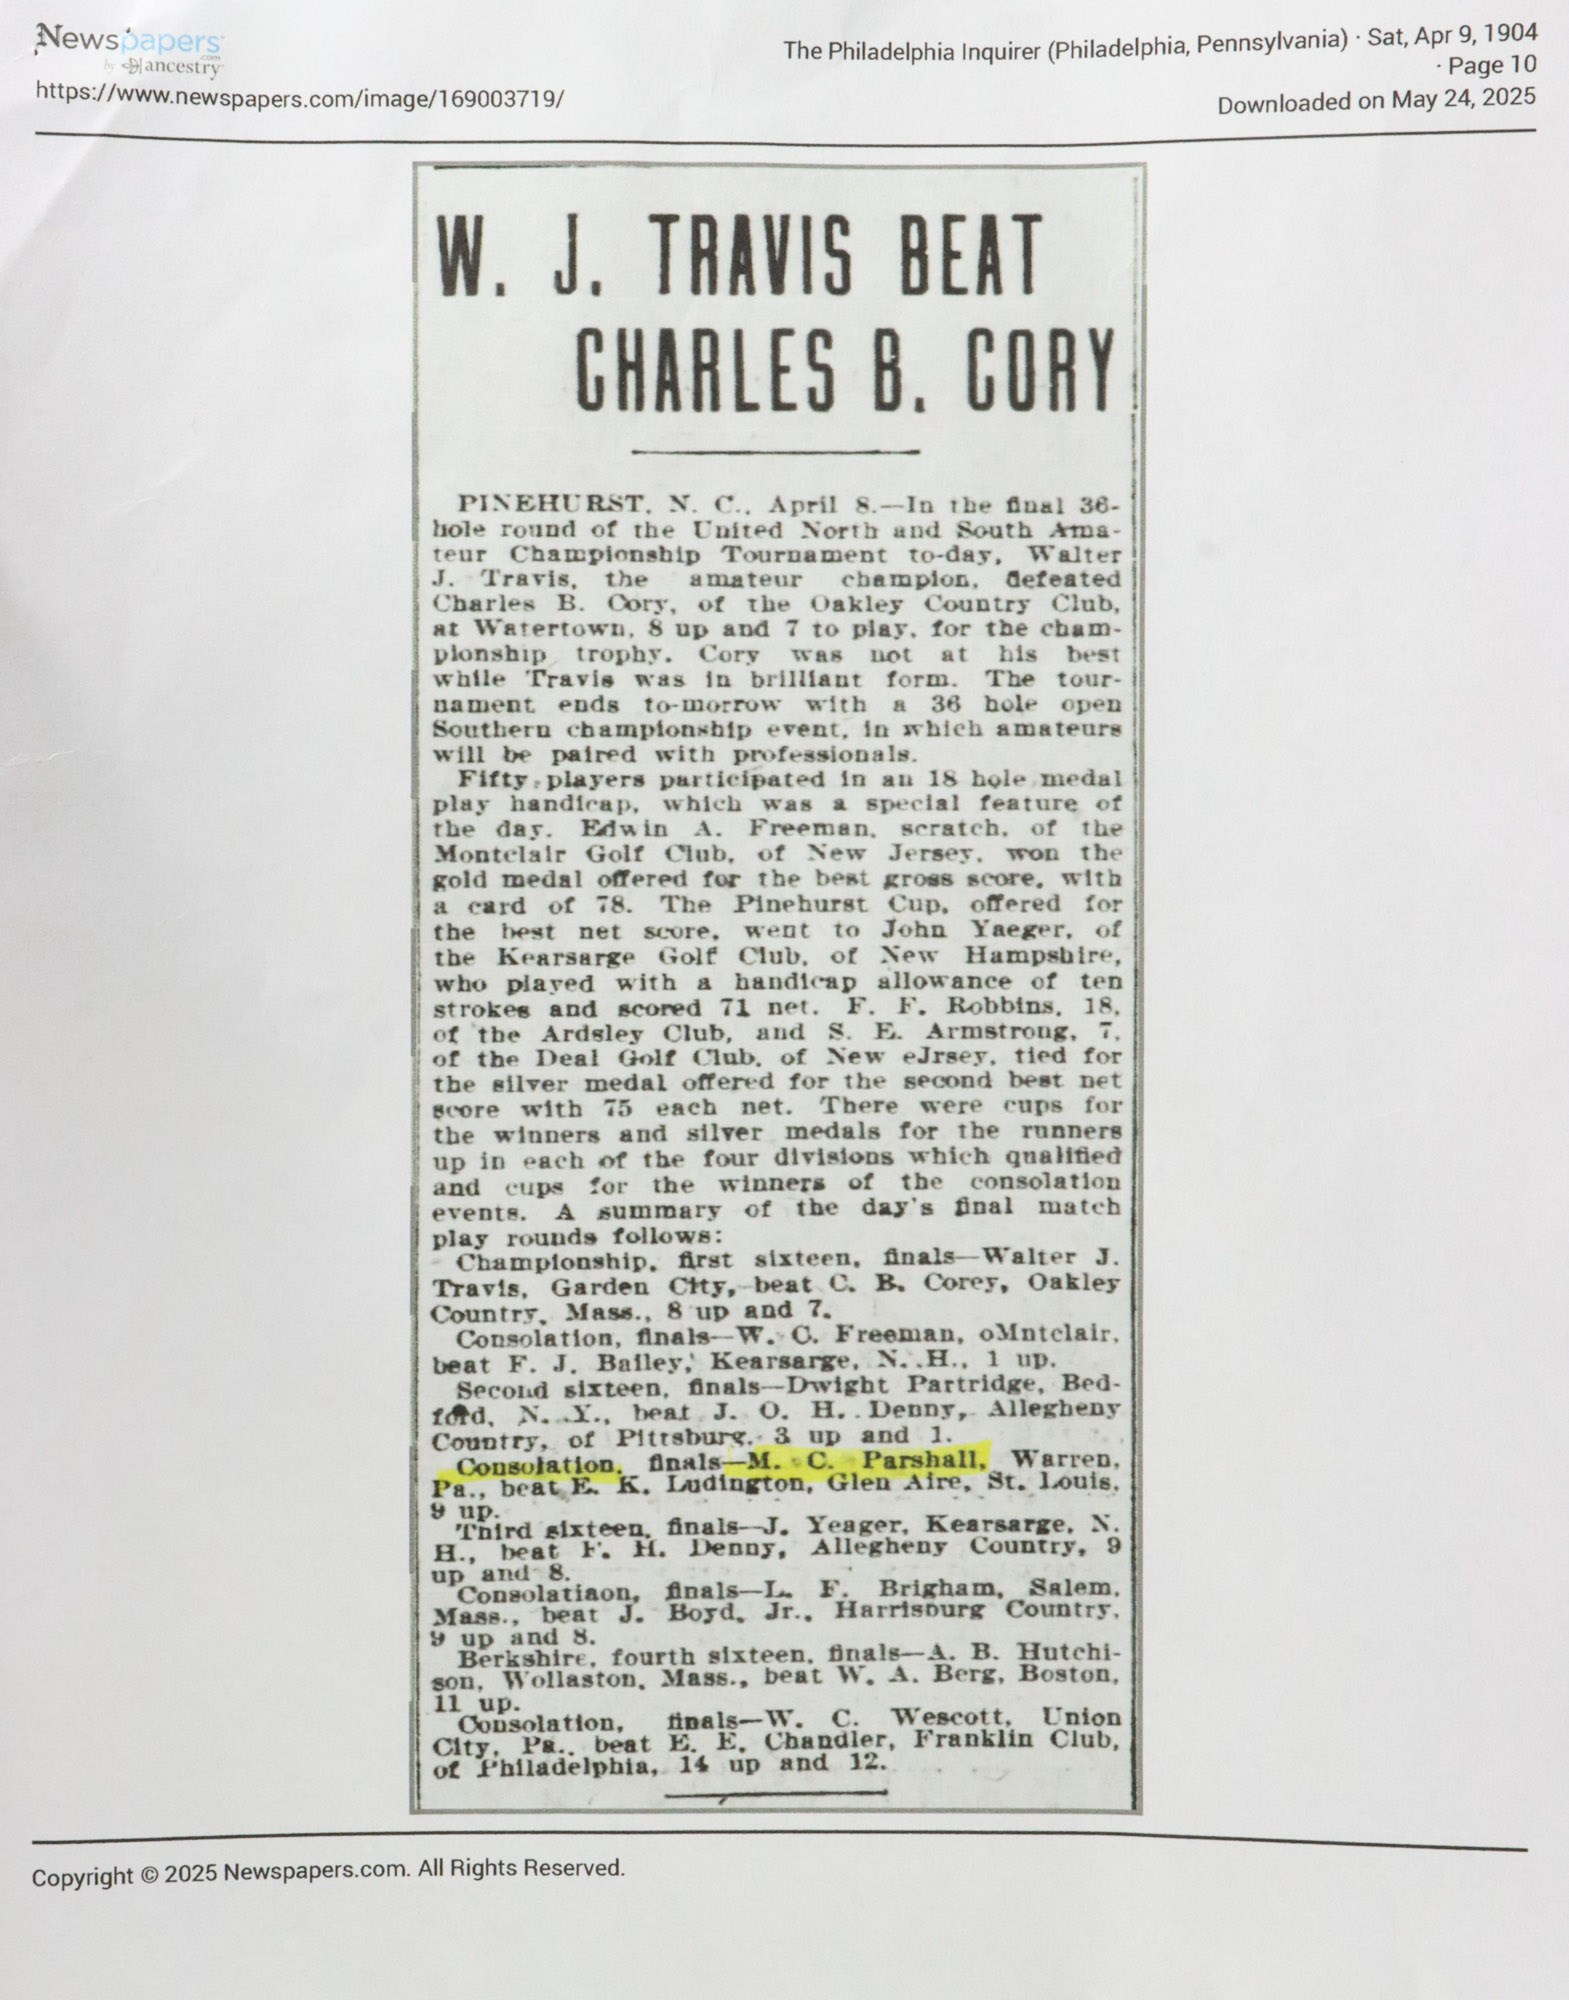 Newspapers.com
by ancestry
The Philadelphia Inquirer (Philadelphia, Pennsylvania) · Sat, Apr 9, 1904
· Page 10
https://www.newspapers.com/image/169003719/
Downloaded on May 24, 2025
W. J. TRAVIS BEAT
CHARLES B. CORY
PINEHURST, N. C., April 8.—In the final 36-
hole round of the United North and South Ama-
teur Championship Tournament to-day, Walter
J. Travis, the amateur champion, defeated
Charles B. Cory, of the Oakley Country Club,
at Watertown, 8 up and 7 to play, for the cham-
pionship trophy. Cory was not at his best
while Travis was in brilliant form. The tour-
nament ends to-morrow with a 36 hole open
Southern championship event, in which amateurs
will be paired with professionals.
Fifty players participated in an 18 hole medal
play handicap, which was a special feature of
the day. Edwin A. Freeman, scratch, of the
Montclair Golf Club, of New Jersey, won the
gold medal offered for the best gross score, with
a card of 78. The Pinehurst Cup, offered for
the best net score, went to John Yaeger, of
the Kearsarge Golf Club, of New Hampshire,
who played with a handicap allowance of ten
strokes and scored 71 net. F. F. Robbins, 18,
of the Ardsley Club, and S. E. Armstrong, 7,
of the Deal Golf Club, of New eJrsey, tied for
the silver medal offered for the second best net
score with 75 each net. There were cups for
the winners and silver medals for the runners
up in each of the four divisions which qualified
and cups for the winners of the consolation
events. A summary of the day's final match
play rounds follows:
Championship, first sixteen, finals—Walter J.
Travis, Garden City, beat C. B. Corey, Oakley
Country, Mass., 8 up and 7.
Consolation, finals—W. C. Freeman, oMntclair,
beat F. J. Bailey, Kearsarge, N. H., 1 up.
Second sixteen, finals—Dwight Partridge, Bed-
ford, N. Y., beat J. O. H. Denny, Allegheny
Country, of Pittsburg, 3 up and 1.
Consolation, finals—M. C. Parshall, Warren,
Pa., beat E. K. Ludington, Glen Aire, St. Louis,
9 up.
Third sixteen, finals—J. Yeager, Kearsarge, N.
H., beat F. H. Denny, Allegheny Country, 9
up and 8.
Consolatiaon, finals—L. F. Brigham, Salem,
Mass., beat J. Boyd, Jr., Harrisburg Country,
9 up and 8.
Berkshire, fourth sixteen, finals—A. B. Hutchi-
son, Wollaston, Mass., beat W. A. Berg, Boston,
11 up.
Consolation, finals—W. C. Wescott, Union
City, Pa., beat E. E. Chandler, Franklin Club,
of Philadelphia, 14 up and 12.
Copyright © 2025 Newspapers.com. All Rights Reserved.